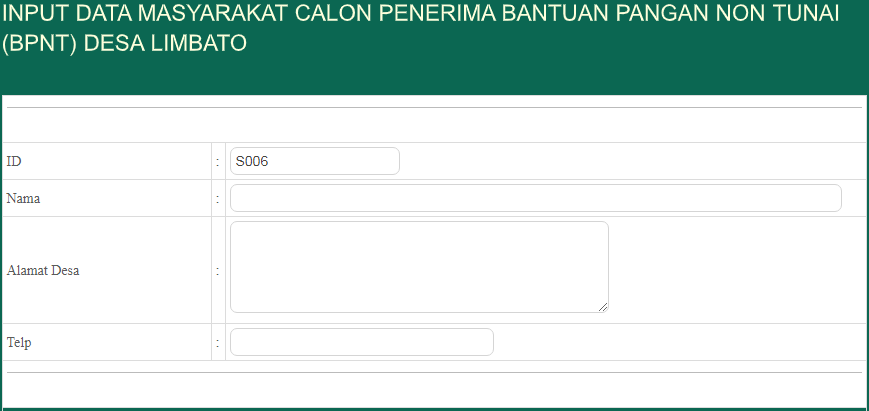 INPUT DATA MASYARAKAT CALON PENERIMA BANTUAN PANGAN NON TUNAI
(BPNT) DESA LIMBATO
ID : S006
Nama :
Alamat Desa :
Telp :